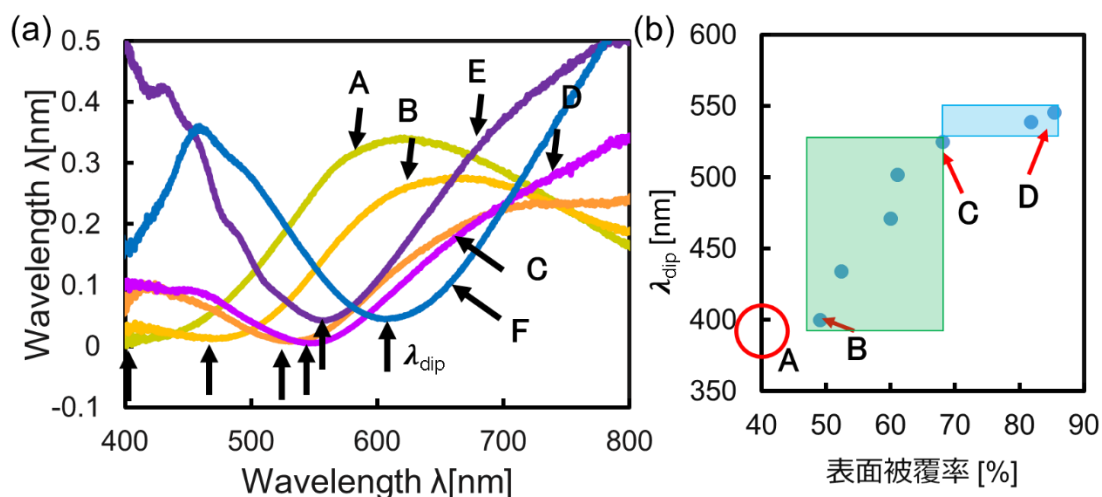 (a)
Wavelength λ[nm]
0.5
0.4
0.3
0.2
0.1
0
-0.1
A
B
E
D
C
F
λdip
400
500
600
700
800
Wavelength λ[nm]
(b)
λdip [nm]
600
550
500
450
400
350
A
B
C
D
40
50
60
70
80
90
表面被覆率 [%]